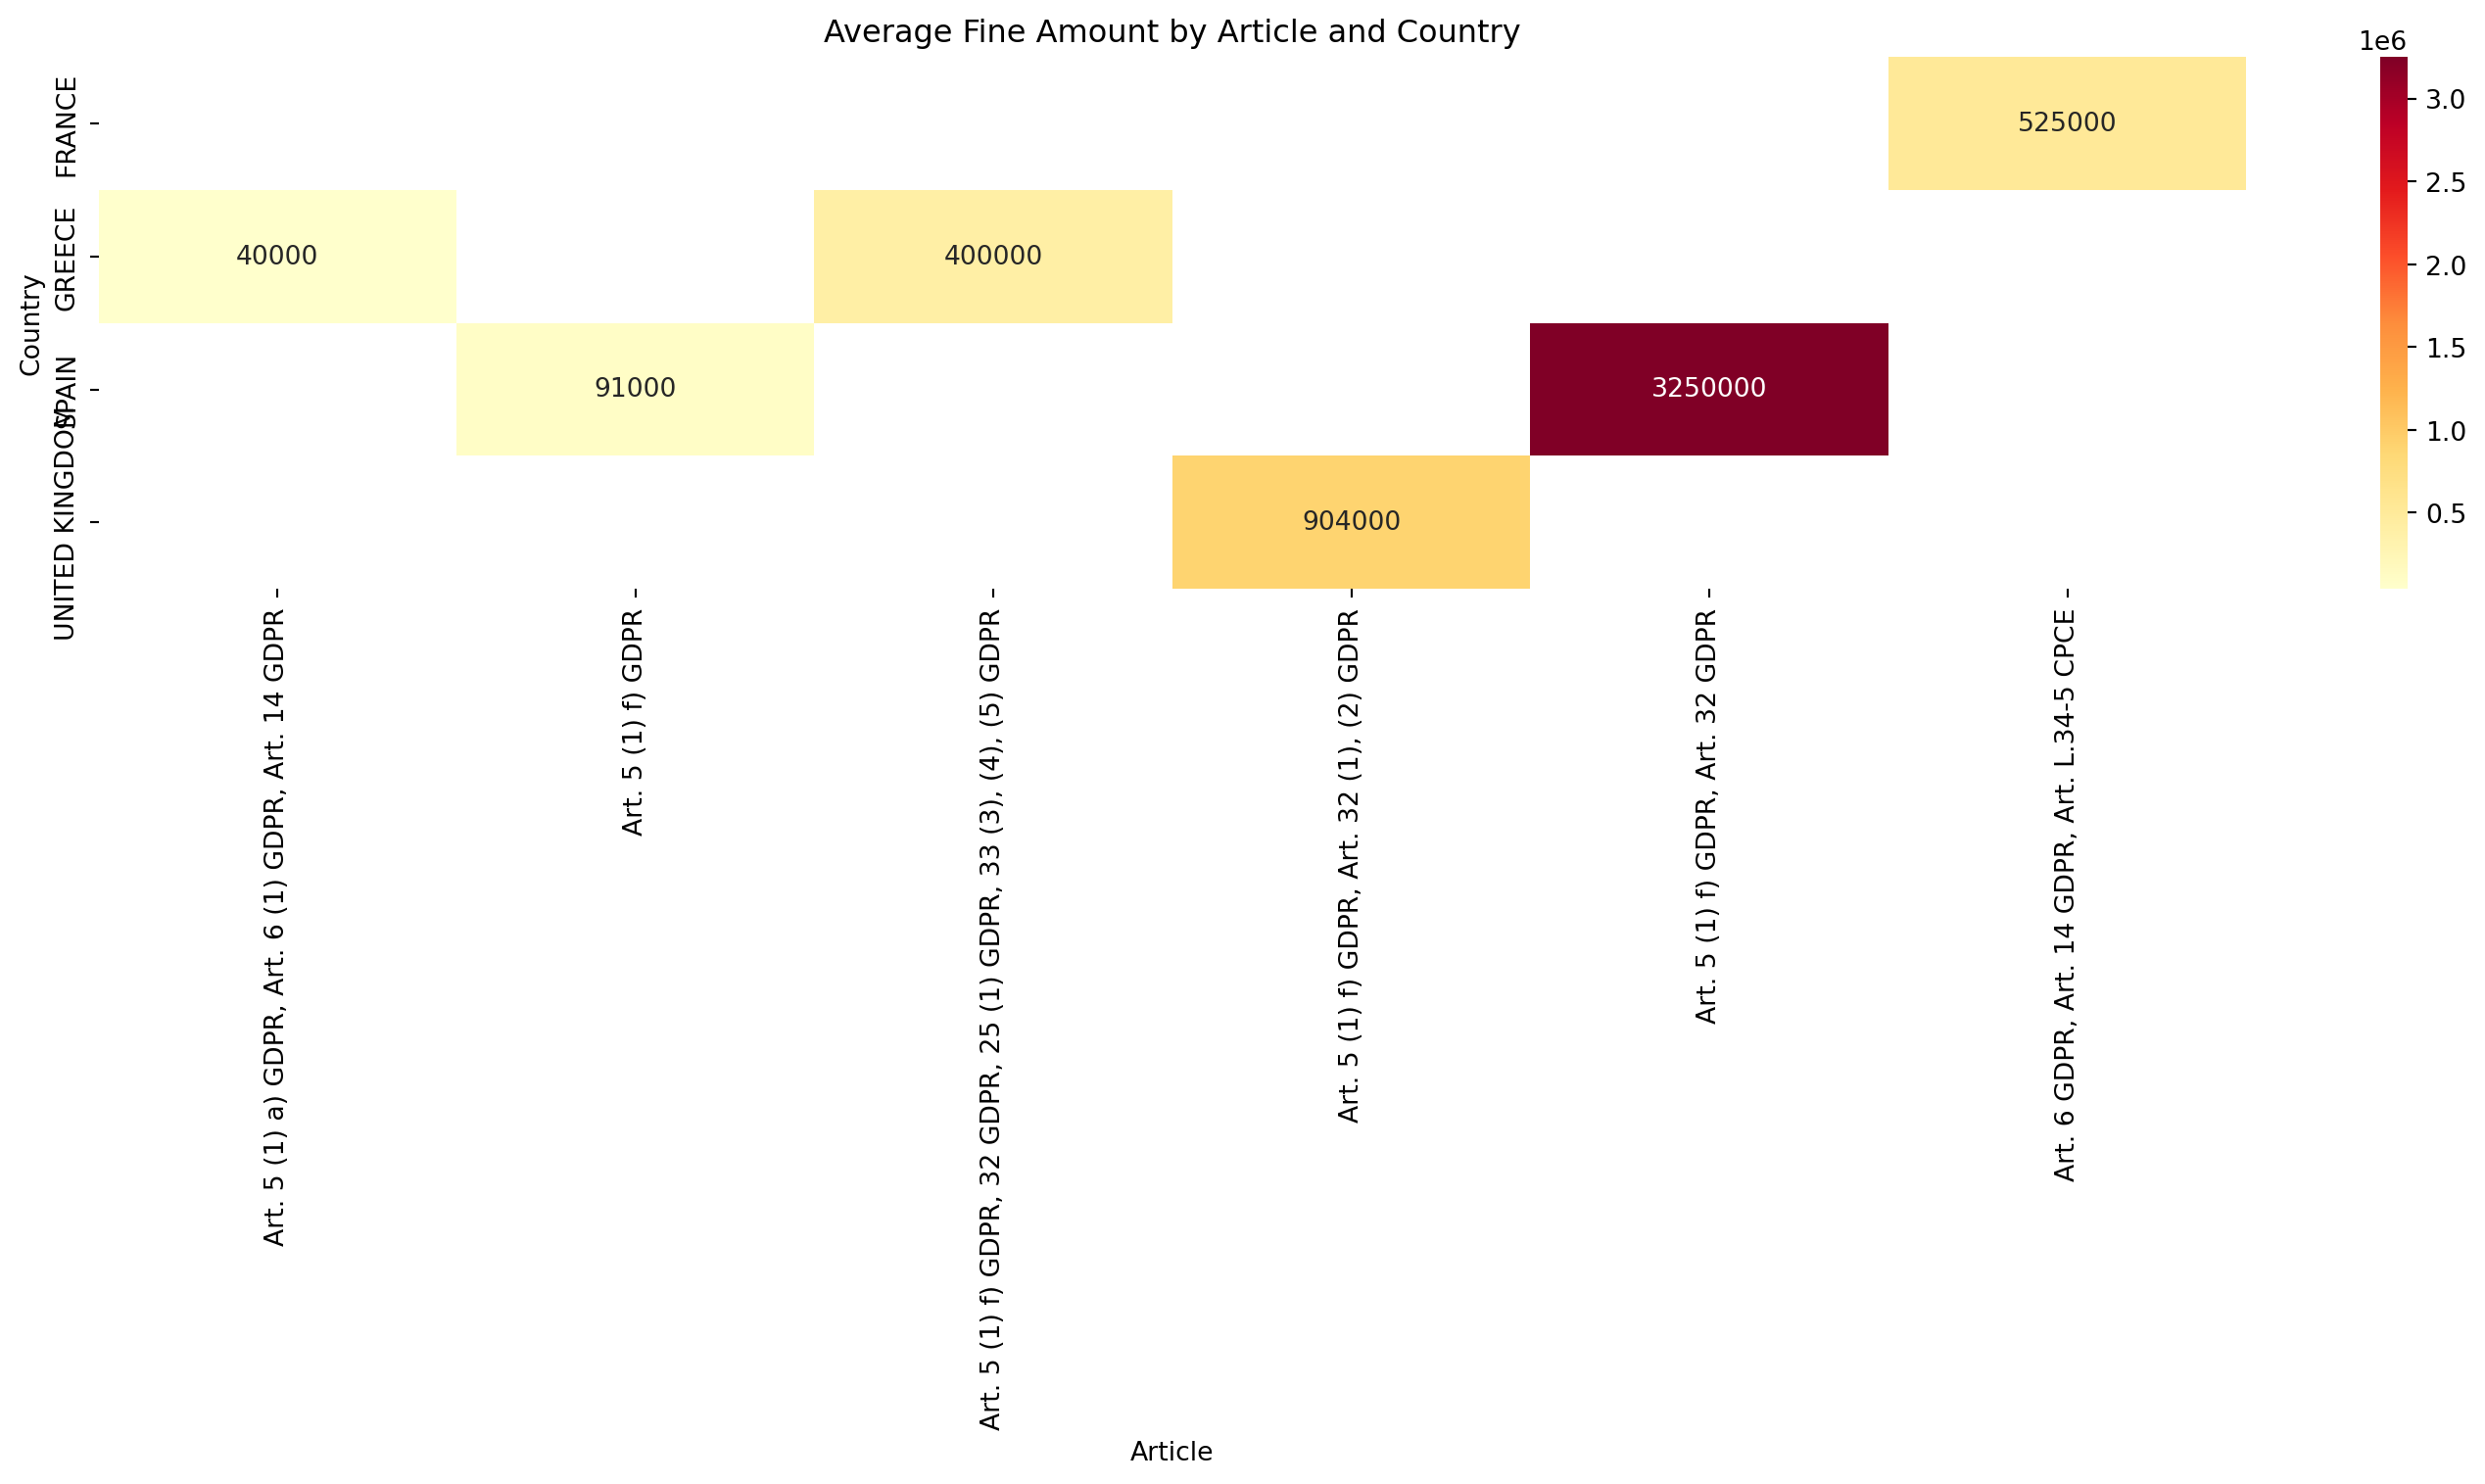 Average Fine Amount by Article and Country
1e6
Country
FRANCE
GREECE
SPAIN
UNITED KINGDOM
525000
40000
400000
91000
3250000
904000
3.0
2.5
2.0
1.5
1.0
0.5
Art. 5 (1) a) GDPR, Art. 6 (1) GDPR, Art. 14 GDPR
Art. 5 (1) f) GDPR
Art. 5 (1) f) GDPR, 32 GDPR, 25 (1) GDPR, 33 (3), (4), (5) GDPR
Art. 5 (1) f) GDPR, Art. 32 (1), (2) GDPR
Art. 5 (1) f) GDPR, Art. 32 GDPR
Art. 6 GDPR, Art. 14 GDPR, Art. L.34-5 CPCE
Article